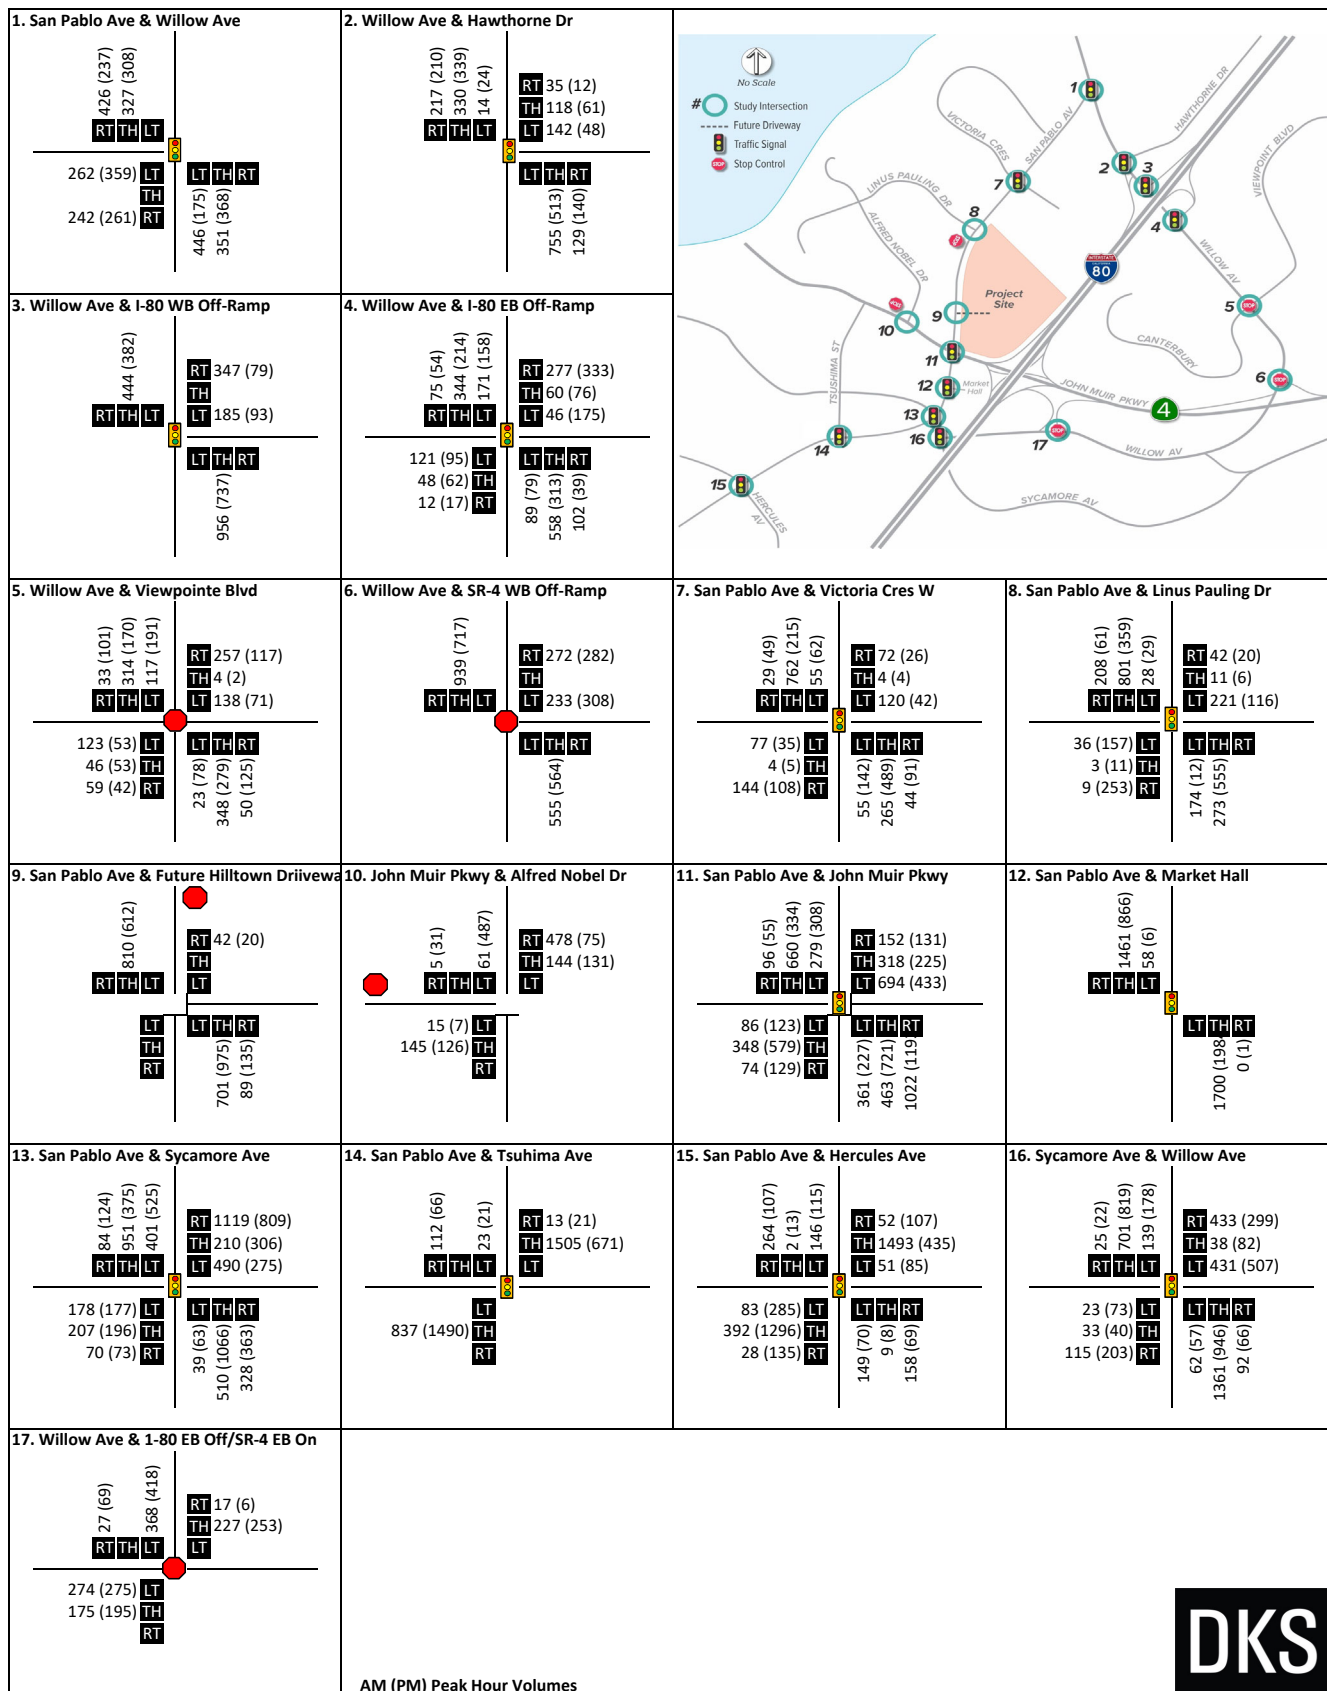 1. San Pablo Ave & Willow Ave
426 (237)
327 (308)
RT TH LT
262 (359) LT
TH
242 (261) RT
LT TH RT
446 (175)
351 (368)
2. Willow Ave & Hawthorne Dr
217 (210)
330 (339)
14 (24)
RT TH LT
RT 35 (12)
TH 118 (61)
LT 142 (48)
LT TH RT
755 (513)
129 (140)
No Scale
# Study Intersection
Future Driveway
Traffic Signal
STOP Stop Control
1
2
3
4
5
6
7
8
9
10
11
12
13
14
15
16
17
HAWTHORNE DR
VIEWPOINT BLVD
VICTORIA CRES
SAN PABLO AV
LINUS PAULING DR
ALFRED NOBEL DR
WILLOW AV
INTERSTATE
CALIFORNIA
80
Project
Site
STOP
STOP
STOP
STOP
STOP
CANTERBURY
TSUSHIMA ST
Market
Hall
JOHN MUIR PKWY
4
WILLOW AV
SYCAMORE AV
HERCULES
AV
3. Willow Ave & I-80 WB Off-Ramp
444 (382)
RT TH LT
RT 347 (79)
TH
LT 185 (93)
LT TH RT
956 (737)
4. Willow Ave & I-80 EB Off-Ramp
75 (54)
344 (214)
171 (158)
RT TH LT
RT 277 (333)
TH 60 (76)
LT 46 (175)
121 (95) LT
48 (62) TH
12 (17) RT
LT TH RT
89 (79)
558 (313)
102 (39)
5. Willow Ave & Viewpointe Blvd
33 (101)
314 (170)
117 (191)
RT TH LT
RT 257 (117)
TH 4 (2)
LT 138 (71)
123 (53) LT
46 (53) TH
59 (42) RT
LT TH RT
23 (78)
348 (279)
50 (125)
6. Willow Ave & SR-4 WB Off-Ramp
939 (717)
RT TH LT
RT 272 (282)
TH
LT 233 (308)
LT TH RT
555 (564)
7. San Pablo Ave & Victoria Cres W
29 (49)
762 (215)
55 (62)
RT TH LT
RT 72 (26)
TH 4 (4)
LT 120 (42)
77 (35) LT
4 (5) TH
144 (108) RT
LT TH RT
55 (142)
265 (489)
44 (91)
8. San Pablo Ave & Linus Pauling Dr
208 (61)
801 (359)
28 (29)
RT TH LT
RT 42 (20)
TH 11 (6)
LT 221 (116)
36 (157) LT
3 (11) TH
9 (253) RT
LT TH RT
174 (12)
273 (555)
9. San Pablo Ave & Future Hilltown Driivewa
810 (612)
RT TH LT
RT 42 (20)
TH
LT
LT
TH
RT
LT TH RT
701 (975)
89 (135)
10. John Muir Pkwy & Alfred Nobel Dr
5 (31)
61 (487)
RT TH LT
RT 478 (75)
TH 144 (131)
LT
15 (7) LT
145 (126) TH
RT
11. San Pablo Ave & John Muir Pkwy
96 (55)
660 (334)
279 (308)
RT TH LT
RT 152 (131)
TH 318 (225)
LT 694 (433)
86 (123) LT
348 (579) TH
74 (129) RT
LT TH RT
361 (227)
463 (721)
1022 (119
12. San Pablo Ave & Market Hall
1461 (866)
58 (6)
RT TH LT
LT TH RT
1700 (198
0 (1)
13. San Pablo Ave & Sycamore Ave
84 (124)
951 (375)
401 (525)
RT TH LT
RT 1119 (809)
TH 210 (306)
LT 490 (275)
178 (177) LT
207 (196) TH
70 (73) RT
LT TH RT
39 (63)
510 (1066)
328 (363)
14. San Pablo Ave & Tsuhima Ave
112 (66)
23 (21)
RT TH LT
RT 13 (21)
TH 1505 (671)
LT
LT
837 (1490) TH
RT
15. San Pablo Ave & Hercules Ave
264 (107)
2 (13)
146 (115)
RT TH LT
RT 52 (107)
TH 1493 (435)
LT 51 (85)
83 (285) LT
392 (1296) TH
28 (135) RT
LT TH RT
149 (70)
9 (8)
158 (69)
16. Sycamore Ave & Willow Ave
25 (22)
701 (819)
139 (178)
RT TH LT
RT 433 (299)
TH 38 (82)
LT 431 (507)
23 (73) LT
33 (40) TH
115 (203) RT
LT TH RT
62 (57)
1361 (946)
92 (66)
17. Willow Ave & 1-80 EB Off/SR-4 EB On
27 (69)
368 (418)
RT TH LT
RT 17 (6)
TH 227 (253)
LT
274 (275) LT
175 (195) TH
RT
AM (PM) Peak Hour Volumes
DKS